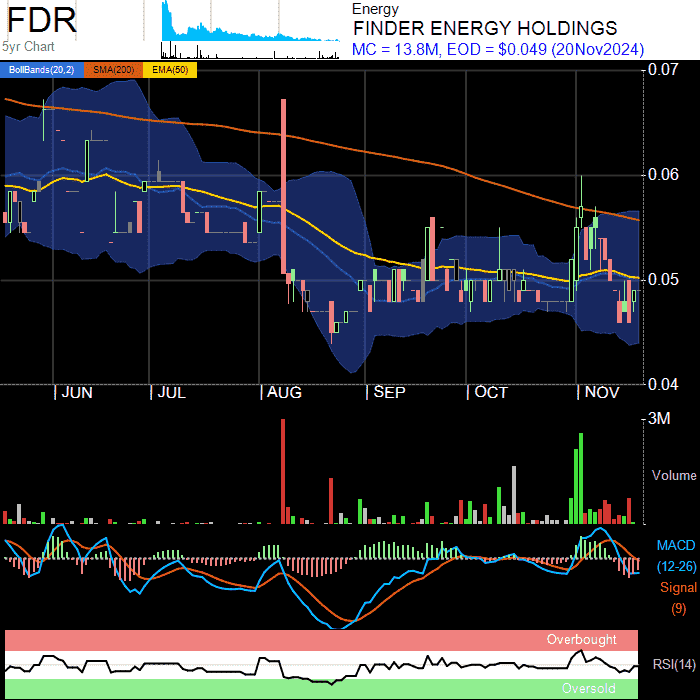 FDR
5yr Chart
Energy
FINDER ENERGY HOLDINGS
MC = 13.8M, EOD = $0.049 (20Nov2024)
BollBands(20,2) SMA(200) EMA(50)
0.07
0.06
0.05
0.04
JUN JUL AUG SEP OCT NOV
3M
Volume
MACD
(12-26)
Signal
(9)
Overbought
RSI(14)
Oversold